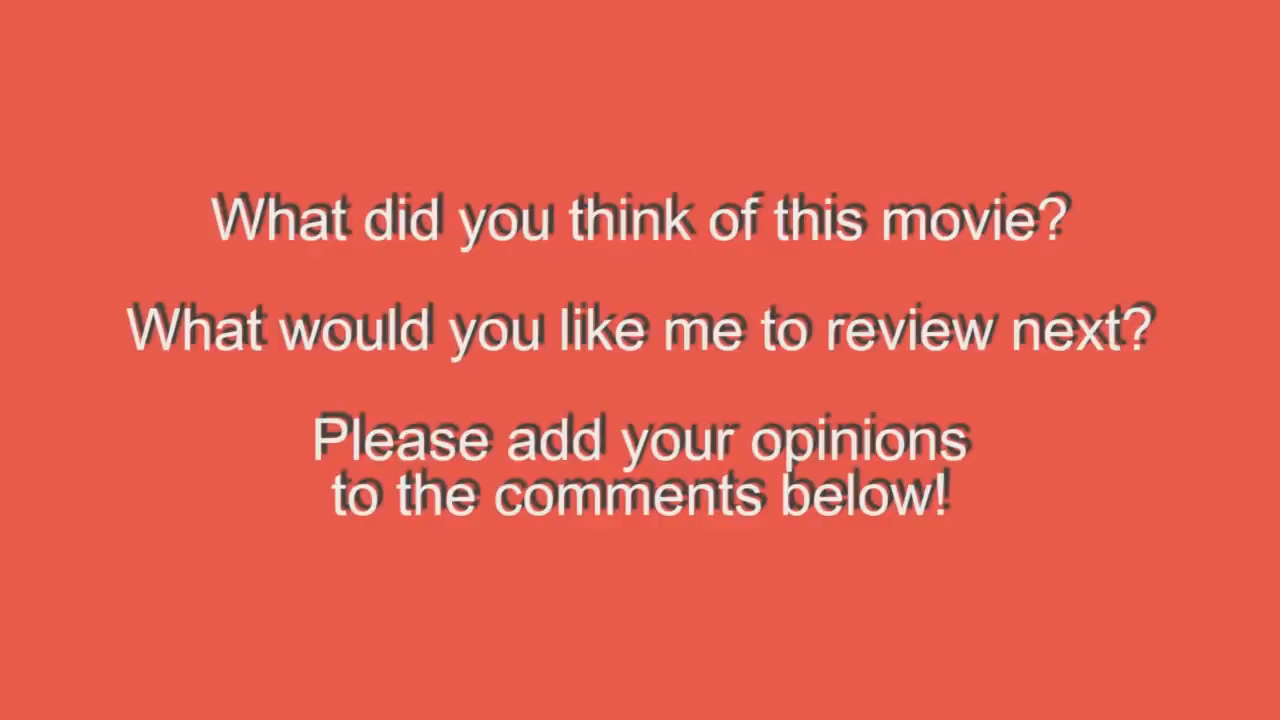 What did you think of this movie?
What would you like me to review next?
Please add your opinions
to the comments below!